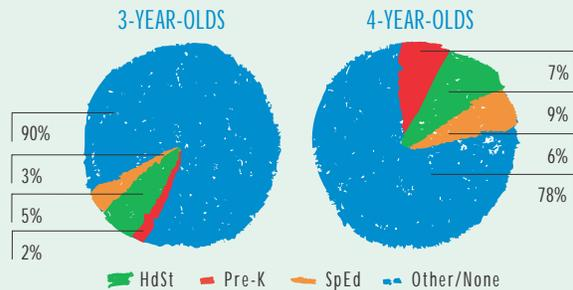 3-YEAR-OLDS
90%
3%
5%
2%
4-YEAR-OLDS
7%
9%
6%
78%
HdSt Pre-K SpEd Other/None